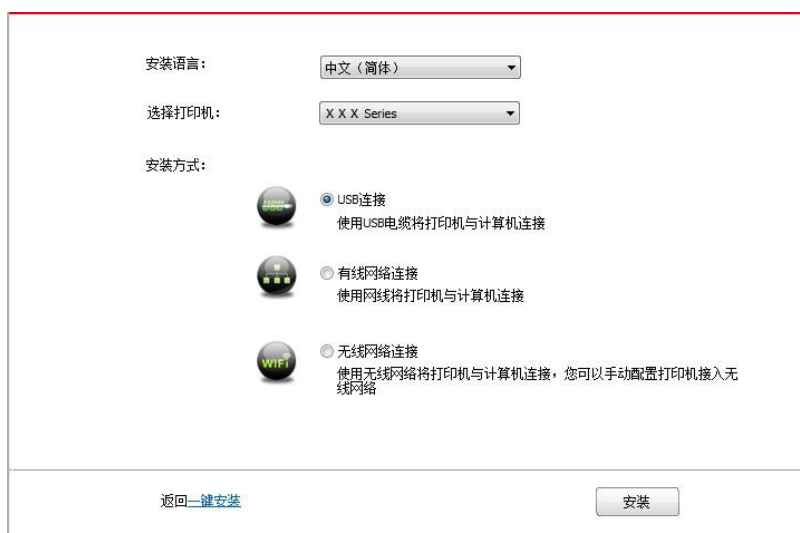 安装语言：
中文（简体）
选择打印机：
X X X Series
安装方式：
USB
USB连接
使用USB电缆将打印机与计算机连接
有线网络连接
使用网线将打印机与计算机连接
WiFi
无线网络连接
使用无线网络将打印机与计算机连接，您可以手动配置打印机接入无
线网络
返回一键安装
安装